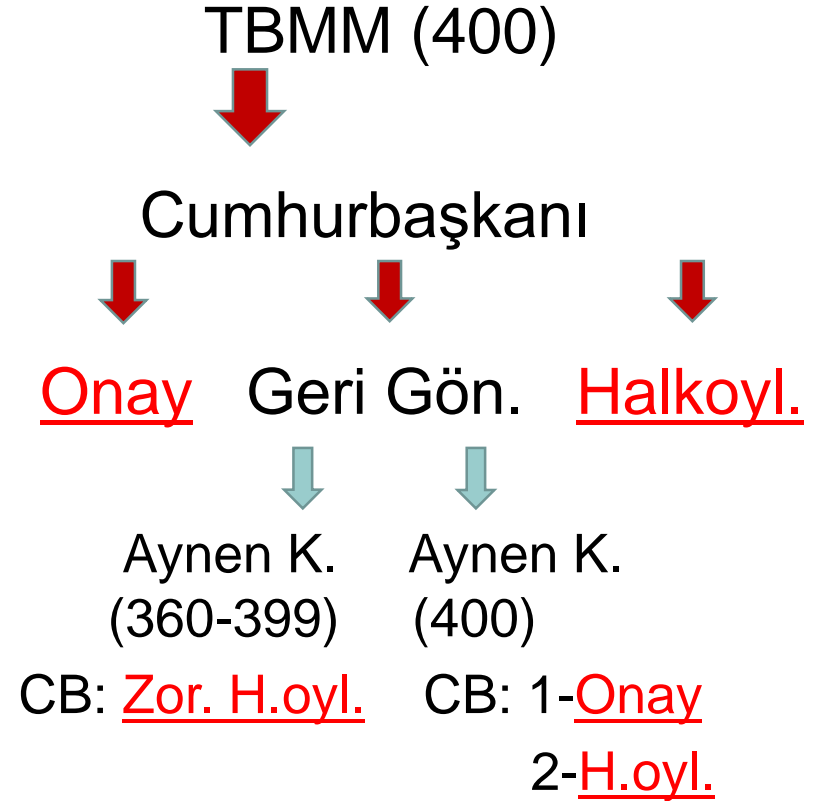 TBMM (400)
Cumhurbaşkanı
Onay Geri Gön. Halkoyl.
Aynen K. Aynen K.
(360-399) (400)
CB: Zor. H.oyl. CB: 1-Onay
2-H.oyl.